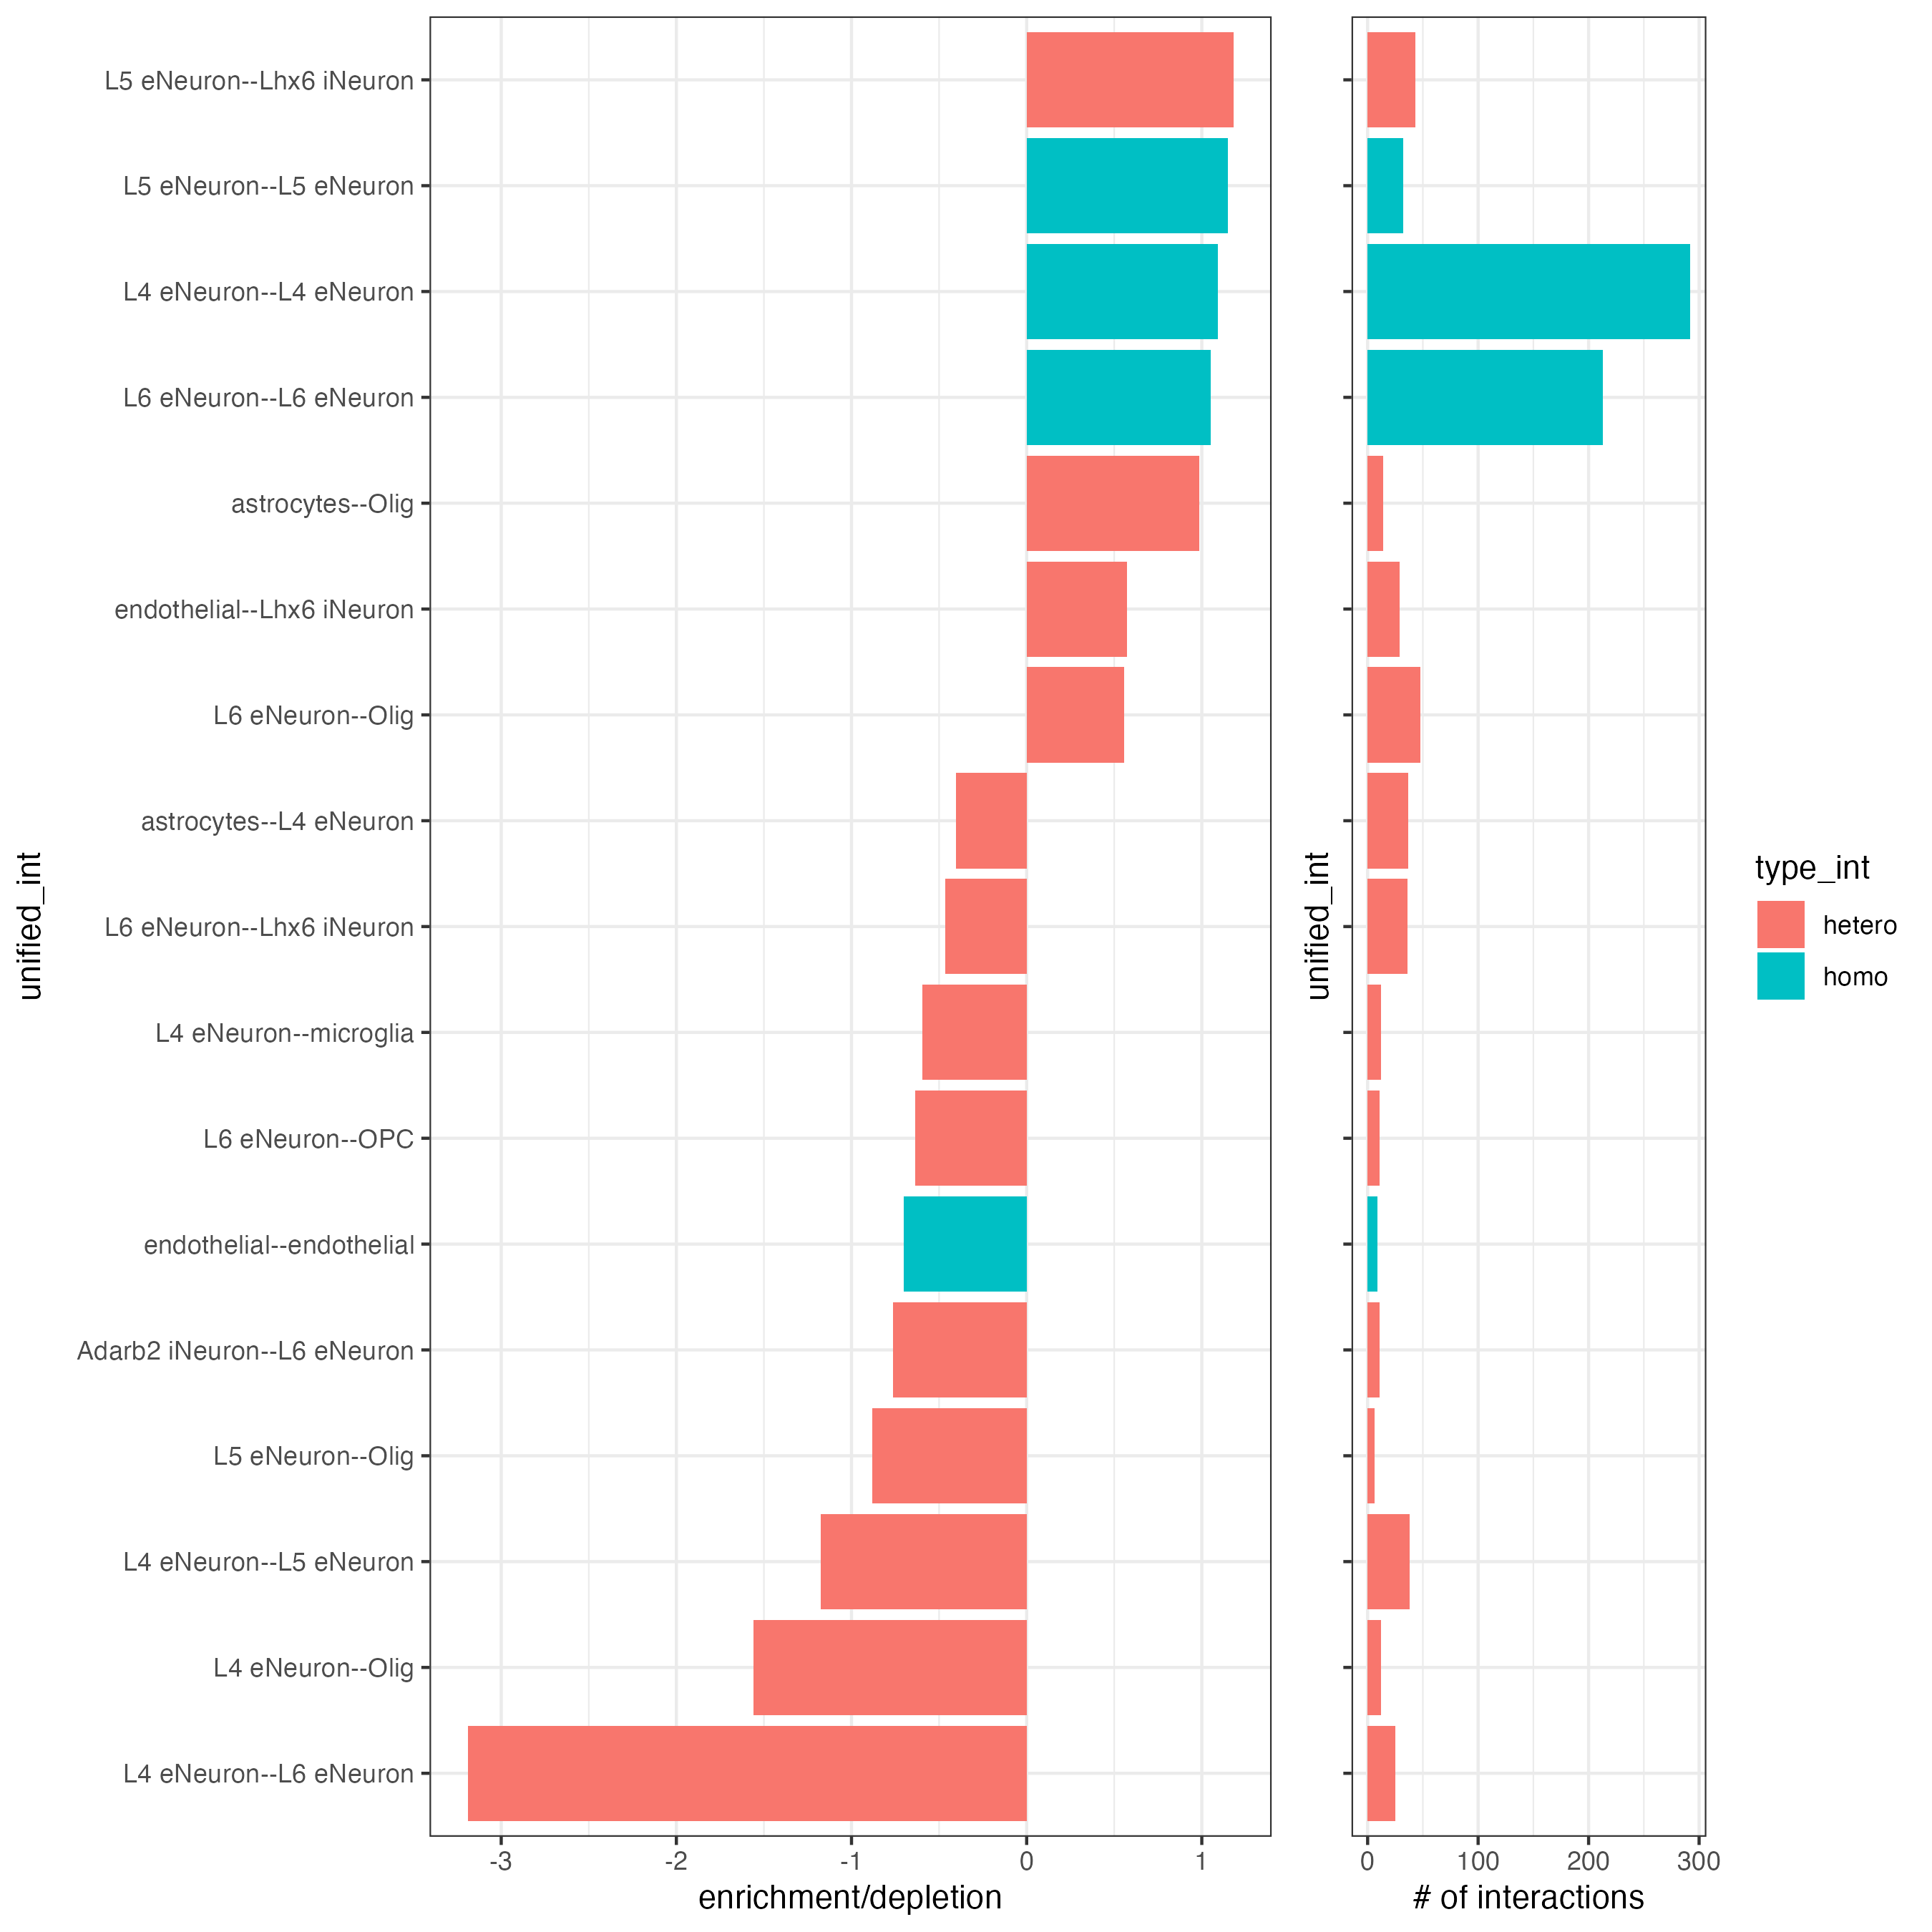 unified_int
L5 eNeuron--Lhx6 iNeuron
L5 eNeuron--L5 eNeuron
L4 eNeuron--L4 eNeuron
L6 eNeuron--L6 eNeuron
astrocytes--Olig
endothelial--Lhx6 iNeuron
L6 eNeuron--Olig
astrocytes--L4 eNeuron
L6 eNeuron--Lhx6 iNeuron
L4 eNeuron--microglia
L6 eNeuron--OPC
endothelial--endothelial
Adarb2 iNeuron--L6 eNeuron
L5 eNeuron--Olig
L4 eNeuron--L5 eNeuron
L4 eNeuron--Olig
L4 eNeuron--L6 eNeuron
-3 -2 -1 0 1
enrichment/depletion
unified_int
0 100 200 300
# of interactions
type_int
hetero
homo